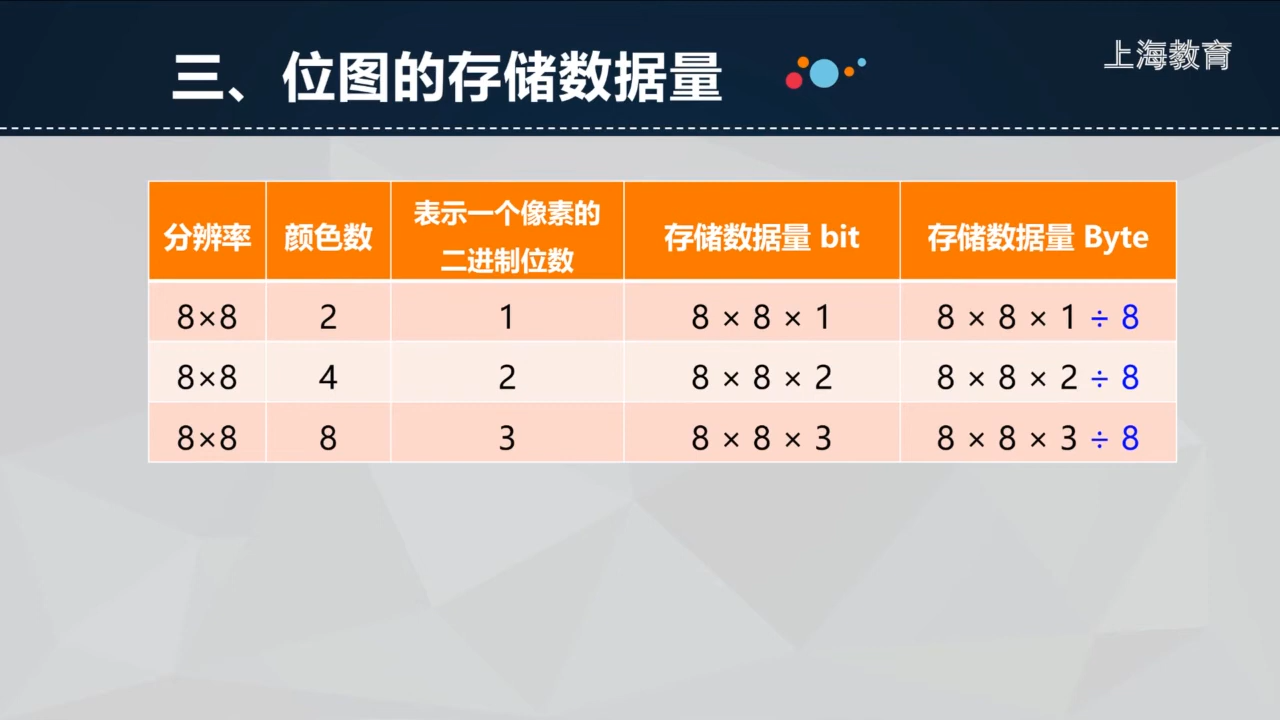 三、位图的存储数据量
上海教育
分辨率 颜色数 表示一个像素的二进制位数 存储数据量 bit 存储数据量 Byte
8×8 2 1 8 × 8 × 1 8 × 8 × 1 ÷ 8
8×8 4 2 8 × 8 × 2 8 × 8 × 2 ÷ 8
8×8 8 3 8 × 8 × 3 8 × 8 × 3 ÷ 8